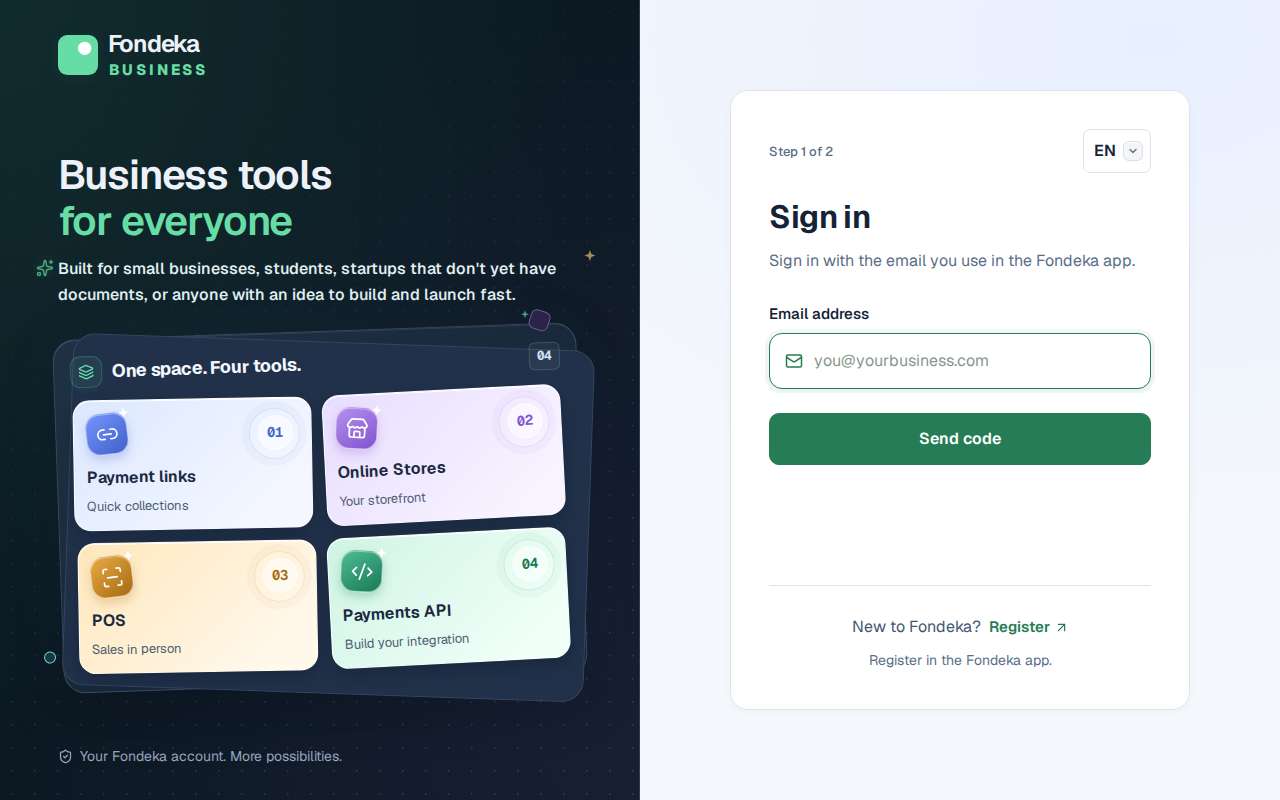 Fondeka
BUSINESS
Business tools
for everyone
Built for small businesses, students, startups that don't yet have
documents, or anyone with an idea to build and launch fast.
One space. Four tools.
04
01
Payment links
Quick collections
02
Online Stores
Your storefront
03
POS
Sales in person
04
Payments API
Build your integration
Your Fondeka account. More possibilities.
Step 1 of 2
EN
Sign in
Sign in with the email you use in the Fondeka app.
Email address
you@yourbusiness.com
Send code
New to Fondeka? Register
Register in the Fondeka app.